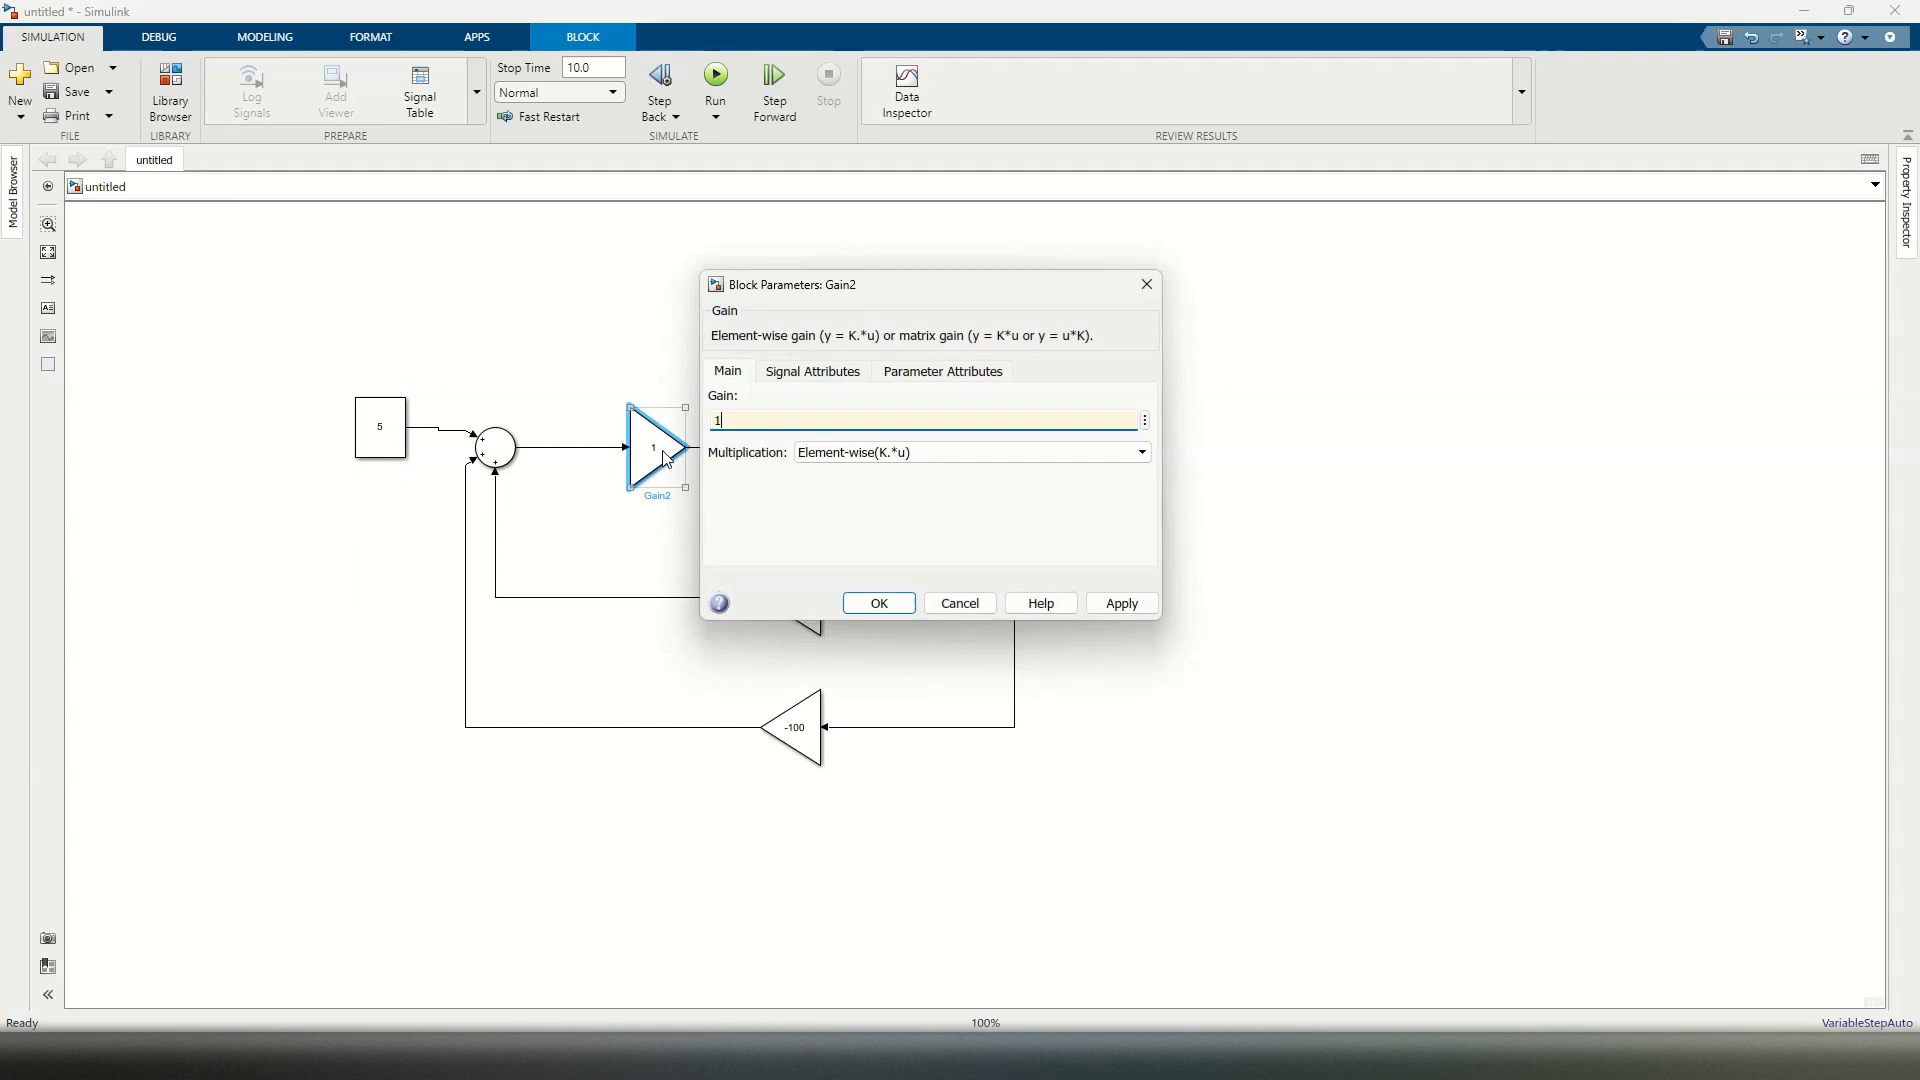 untitled * - Simulink
SIMULATION DEBUG MODELING FORMAT APPS BLOCK
New
Open
Save
Print
FILE
Library
Browser
LIBRARY
Log
Signals
Add
Viewer
Signal
Table
PREPARE
Stop Time 10.0
Normal
Fast Restart
Step
Back
Run
Step
Forward
Stop
SIMULATE
Data
Inspector
REVIEW RESULTS
Model Browser
untitled
Property Inspector
untitled
Block Parameters: Gain2
Gain
Element-wise gain (y = K.*u) or matrix gain (y = K*u or y = u*K).
Main Signal Attributes Parameter Attributes
Gain:
1
Multiplication: Element-wise(K.*u)
OK Cancel Help Apply
5
1
Gain2
-100
Ready 100% VariableStepAuto